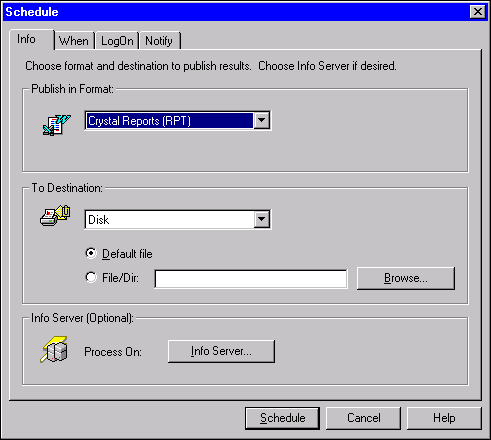 Schedule
Info When LogOn Notify
Choose format and destination to publish results. Choose Info Server if desired.
Publish in Format:
Crystal Reports (RPT)
To Destination:
Disk
Default file
File/Dir: Browse...
Info Server (Optional):
Process On: Info Server...
Schedule Cancel Help